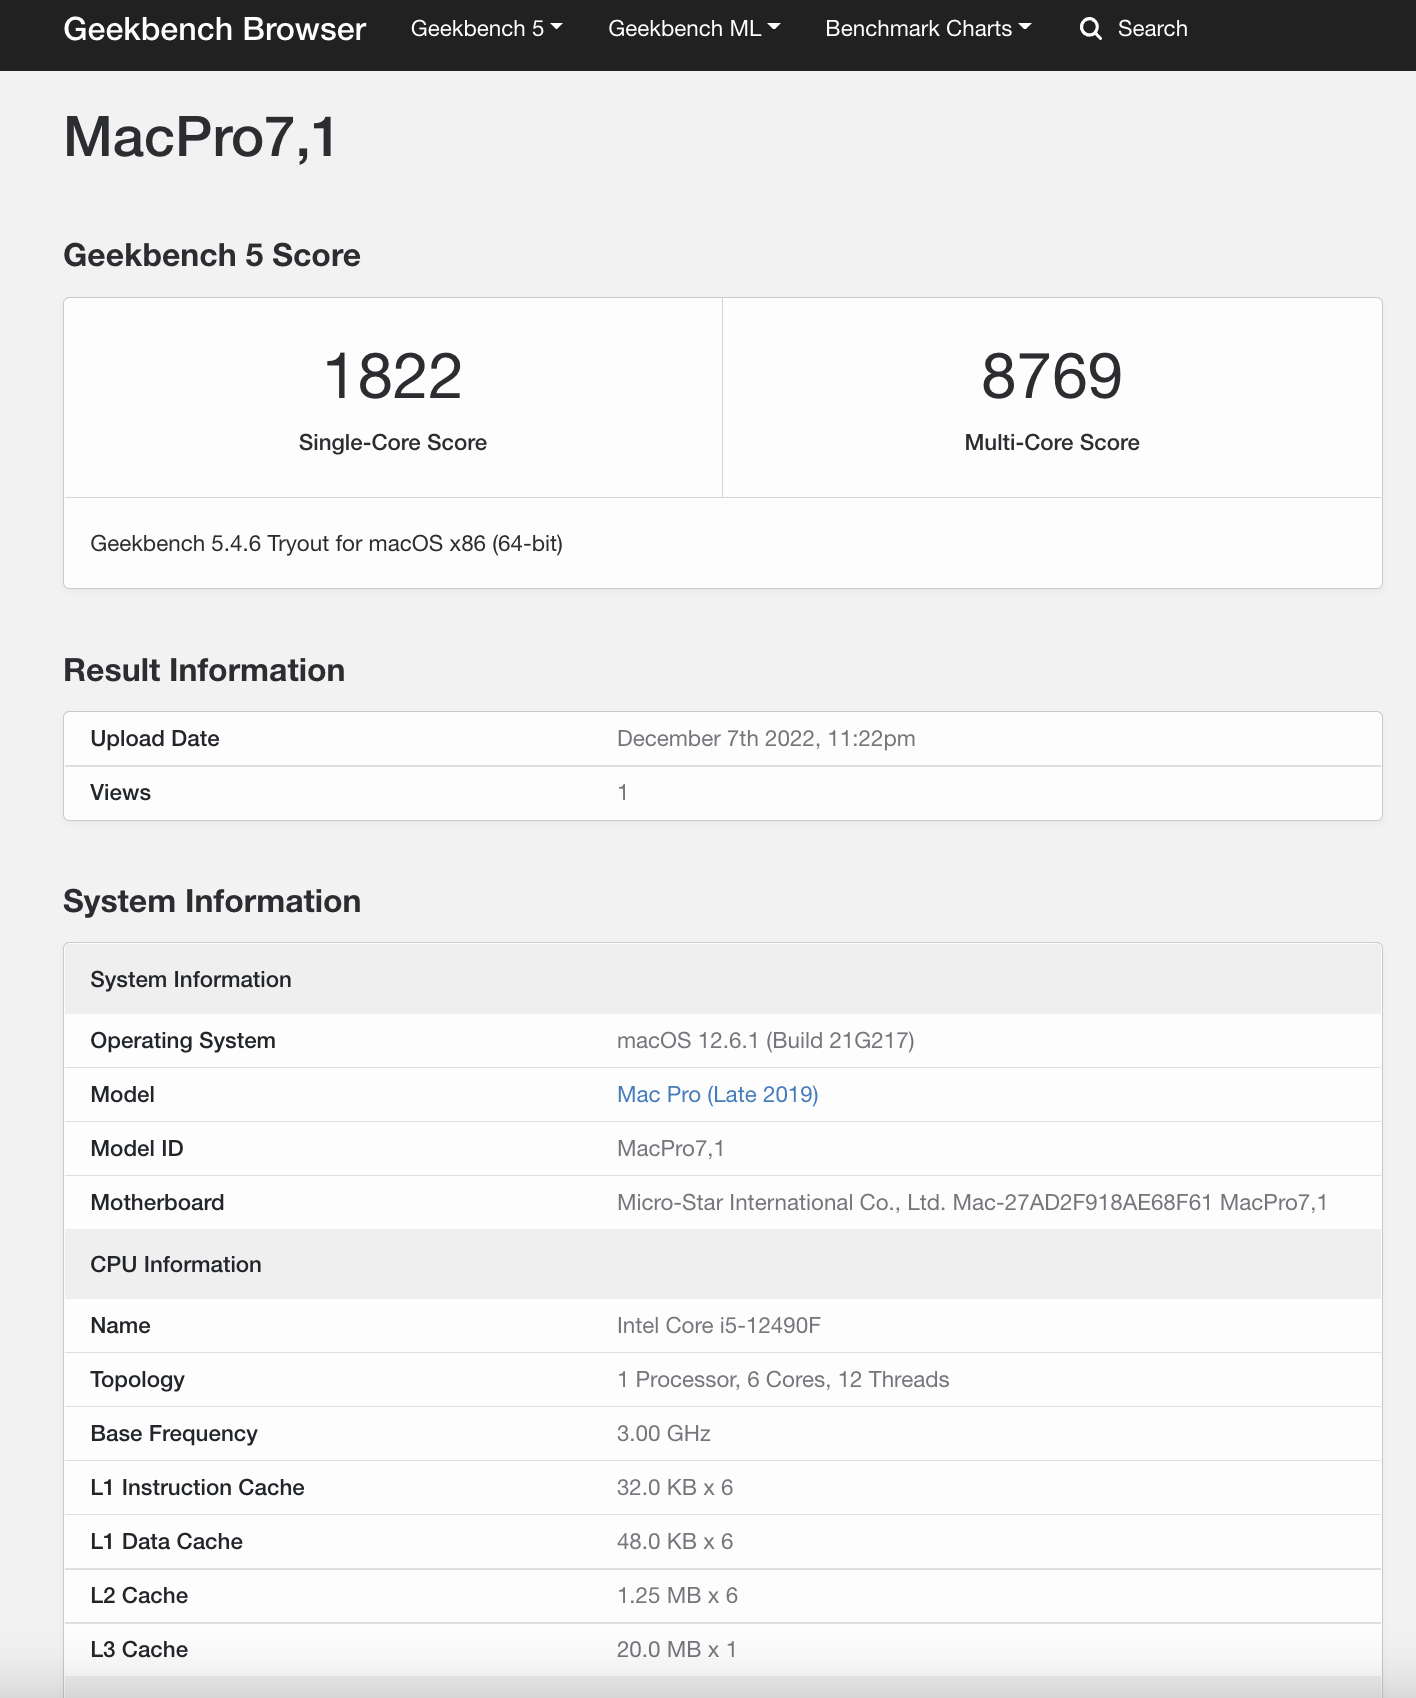 Geekbench Browser Geekbench 5 Geekbench ML Benchmark Charts Search
MacPro7,1
Geekbench 5 Score
1822 8769
Single-Core Score Multi-Core Score
Geekbench 5.4.6 Tryout for macOS x86 (64-bit)
Result Information
Upload Date December 7th 2022, 11:22pm
Views 1
System Information
System Information
Operating System macOS 12.6.1 (Build 21G217)
Model Mac Pro (Late 2019)
Model ID MacPro7,1
Motherboard Micro-Star International Co., Ltd. Mac-27AD2F918AE68F61 MacPro7,1
CPU Information
Name Intel Core i5-12490F
Topology 1 Processor, 6 Cores, 12 Threads
Base Frequency 3.00 GHz
L1 Instruction Cache 32.0 KB x 6
L1 Data Cache 48.0 KB x 6
L2 Cache 1.25 MB x 6
L3 Cache 20.0 MB x 1